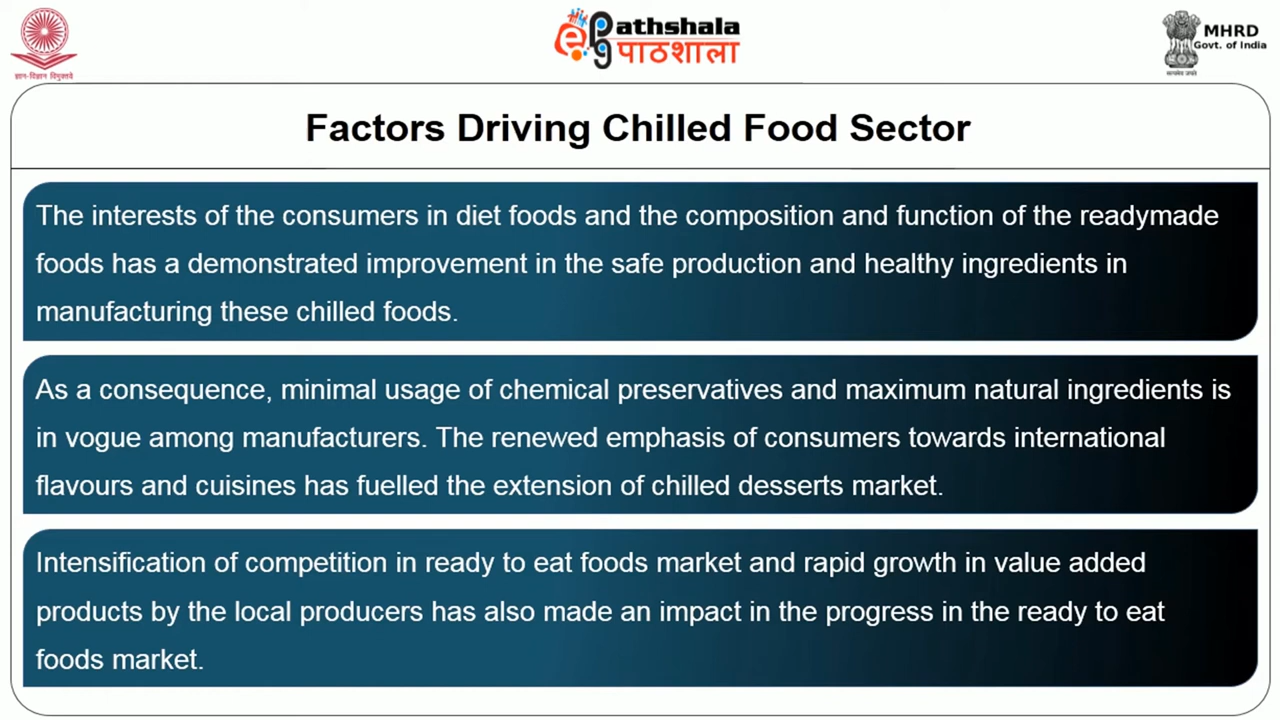 ज्ञान-विज्ञान विमुक्तये
ePathshala
पाठशाला
MHRD
Govt. of India
सत्यमेव जयते
Factors Driving Chilled Food Sector
The interests of the consumers in diet foods and the composition and function of the readymade
foods has a demonstrated improvement in the safe production and healthy ingredients in
manufacturing these chilled foods.
As a consequence, minimal usage of chemical preservatives and maximum natural ingredients is
in vogue among manufacturers. The renewed emphasis of consumers towards international
flavours and cuisines has fuelled the extension of chilled desserts market.
Intensification of competition in ready to eat foods market and rapid growth in value added
products by the local producers has also made an impact in the progress in the ready to eat
foods market.